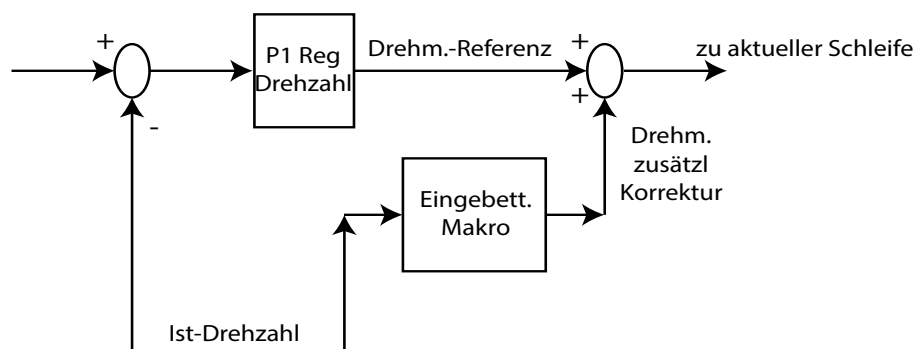 +
-
P1 Reg
Drehzahl
Drehm.-Referenz
+
+
zu aktueller Schleife
Drehm.
zusätzl
Korrektur
Eingebett.
Makro
Ist-Drehzahl